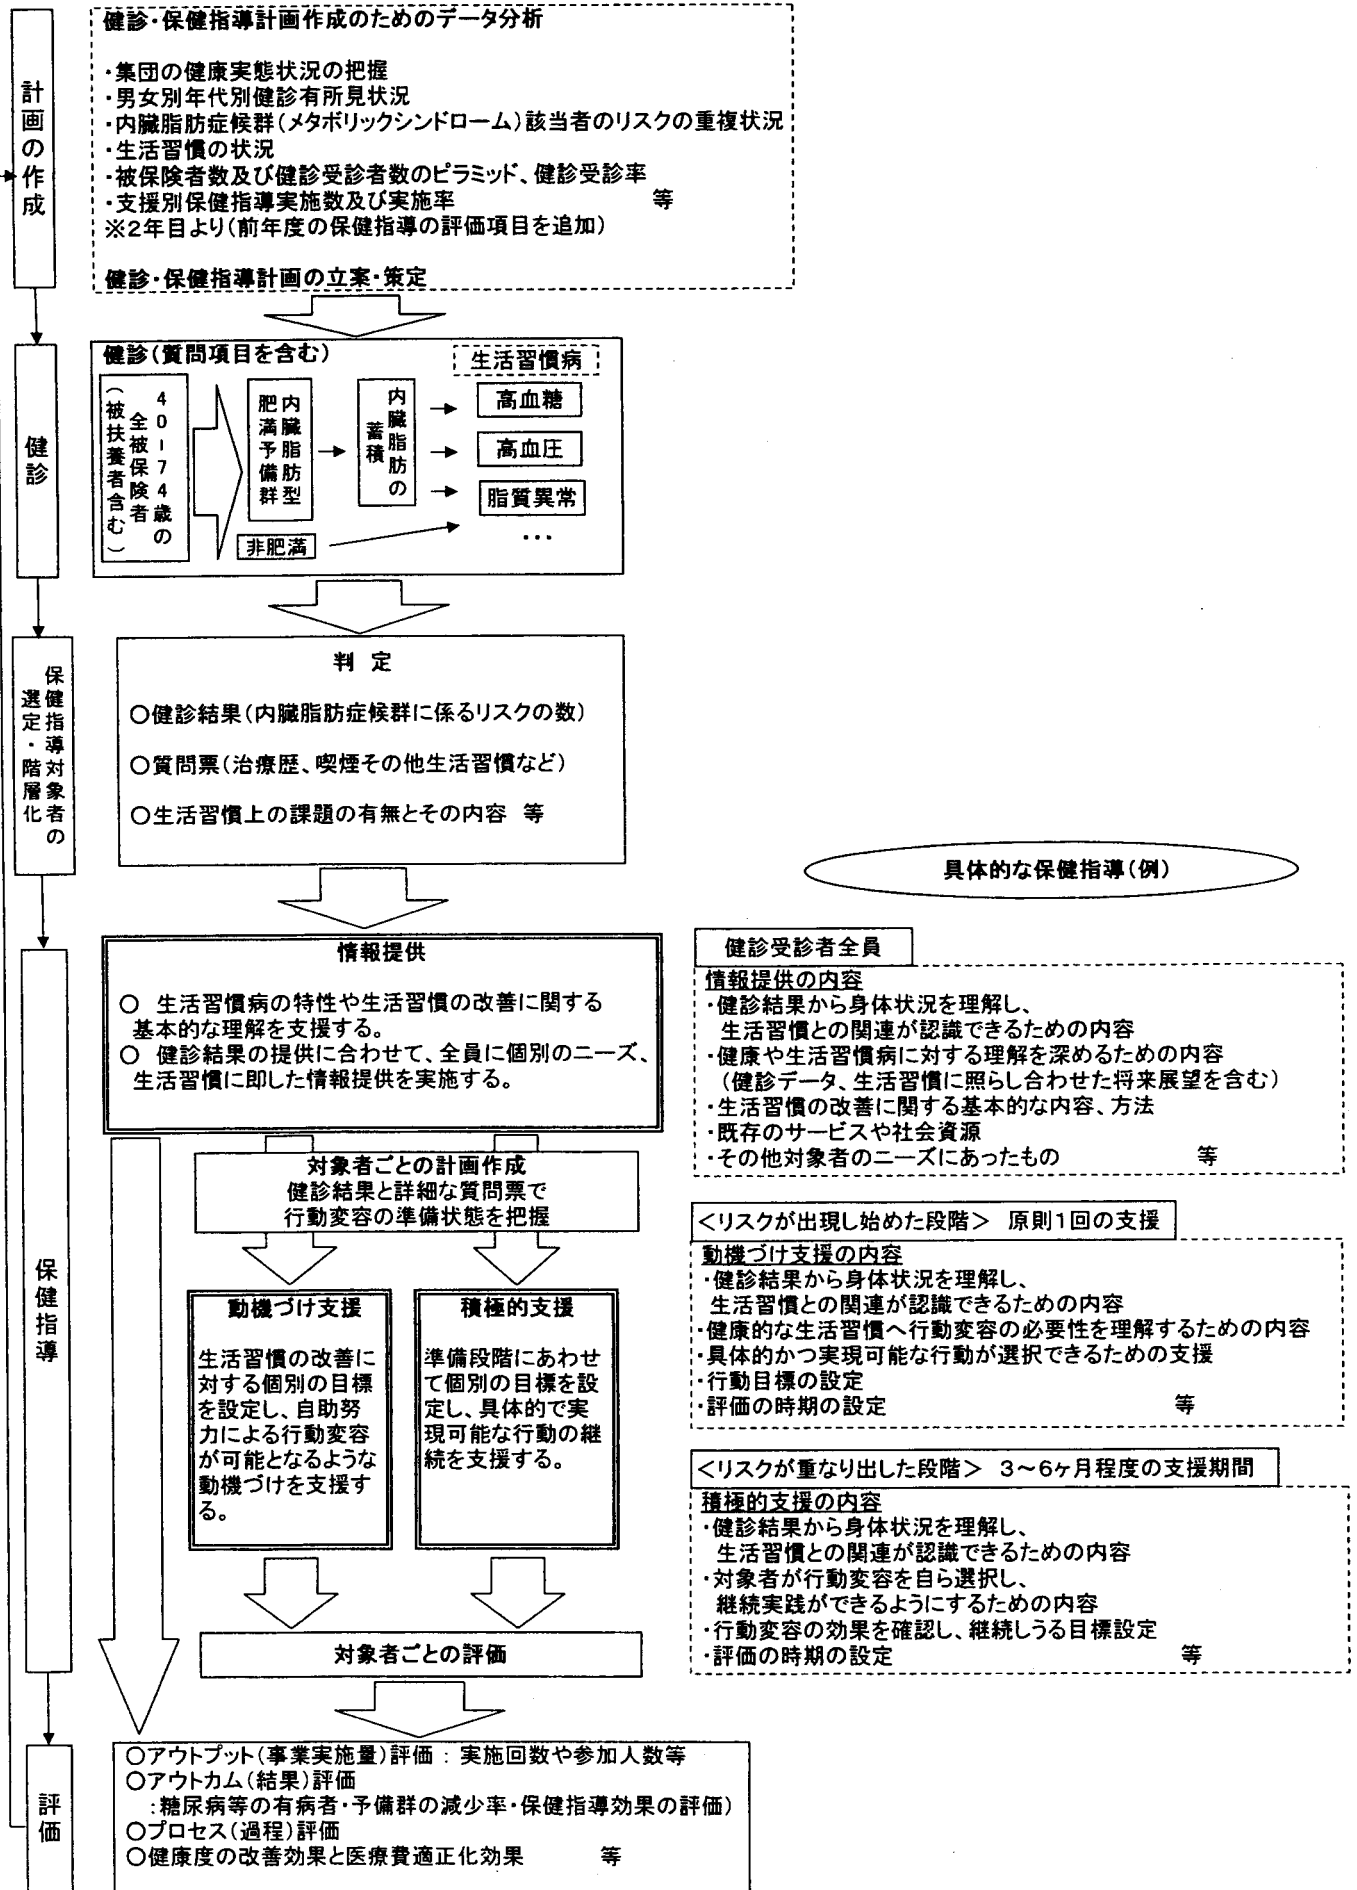 計画の作成
健診・保健指導計画作成のためのデータ分析
・集団の健康実態状況の把握
・男女別年代別健診有所見状況
・内臓脂肪症候群(メタボリックシンドローム)該当者のリスクの重複状況
・生活習慣の状況
・被保険者数及び健診受診者数のピラミッド、健診受診率
・支援別保健指導実施数及び実施率 等
※2年目より(前年度の保健指導の評価項目を追加)
健診・保健指導計画の立案・策定
健診
健診(質問項目を含む)
生活習慣病
40-74歳の
全被保険者
(被扶養者含む)
内臓脂肪型
肥満予備群
内臓脂肪の
蓄積
高血糖
高血圧
脂質異常
…
非肥満
保健指導対象者の
選定・階層化
判 定
○健診結果(内臓脂肪症候群に係るリスクの数)
○質問票(治療歴、喫煙その他生活習慣など)
○生活習慣上の課題の有無とその内容 等
具体的な保健指導(例)
保健指導
情報提供
○ 生活習慣病の特性や生活習慣の改善に関する
基本的な理解を支援する。
○ 健診結果の提供に合わせて、全員に個別のニーズ、
生活習慣に即した情報提供を実施する。
健診受診者全員
情報提供の内容
・健診結果から身体状況を理解し、
生活習慣との関連が認識できるための内容
・健康や生活習慣病に対する理解を深めるための内容
(健診データ、生活習慣に照らし合わせた将来展望を含む)
・生活習慣の改善に関する基本的な内容、方法
・既存のサービスや社会資源
・その他対象者のニーズにあったもの 等
対象者ごとの計画作成
健診結果と詳細な質問票で
行動変容の準備状態を把握
<リスクが出現し始めた段階> 原則1回の支援
動機づけ支援の内容
・健診結果から身体状況を理解し、
生活習慣との関連が認識できるための内容
・健康的な生活習慣へ行動変容の必要性を理解するための内容
・具体的かつ実現可能な行動が選択できるための支援
・行動目標の設定
・評価の時期の設定 等
動機づけ支援
生活習慣の改善に
対する個別の目標
を設定し、自助努
力による行動変容
が可能となるような
動機づけを支援す
る。
積極的支援
準備段階にあわせ
て個別の目標を設
定し、具体的で実
現可能な行動の継
続を支援する。
<リスクが重なり出した段階> 3~6ヶ月程度の支援期間
積極的支援の内容
・健診結果から身体状況を理解し、
生活習慣との関連が認識できるための内容
・対象者が行動変容を自ら選択し、
継続実践ができるようにするための内容
・行動変容の効果を確認し、継続しうる目標設定
・評価の時期の設定 等
対象者ごとの評価
評価
○アウトプット(事業実施量)評価 : 実施回数や参加人数等
○アウトカム(結果)評価
:糖尿病等の有病者・予備群の減少率・保健指導効果の評価)
○プロセス(過程)評価
○健康度の改善効果と医療費適正化効果 等